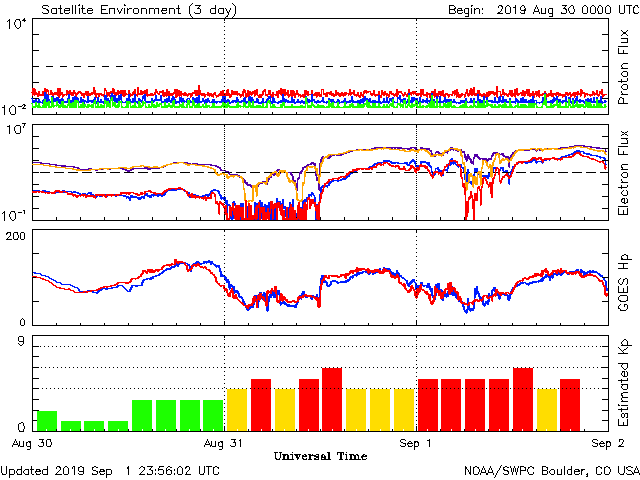 Satellite Environment (3 day) Begin: 2019 Aug 30 0000 UTC
10⁴
10⁻²
Proton Flux
10⁷
10⁻¹
Electron Flux
200
0
GOES Hp
9
0
Estimated Kp
Aug 30 Aug 31 Sep 1 Sep 2
Universal Time
Updated 2019 Sep 1 23:56:02 UTC NOAA/SWPC Boulder, CO USA